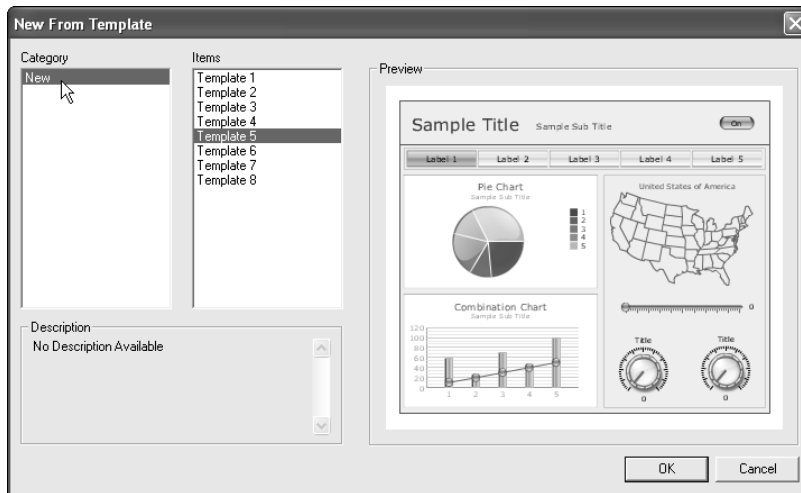 New From Template
Category
New
Items
Template 1
Template 2
Template 3
Template 4
Template 5
Template 6
Template 7
Template 8
Description
No Description Available
Preview
Sample Title Sample Sub Title On
Label 1 Label 2 Label 3 Label 4 Label 5
Pie Chart
Sample Sub Title
1
2
3
4
5
United States of America
0
Combination Chart
Sample Sub Title
120
100
80
60
40
20
0
1 2 3 4 5
Title
0
Title
0
OK Cancel